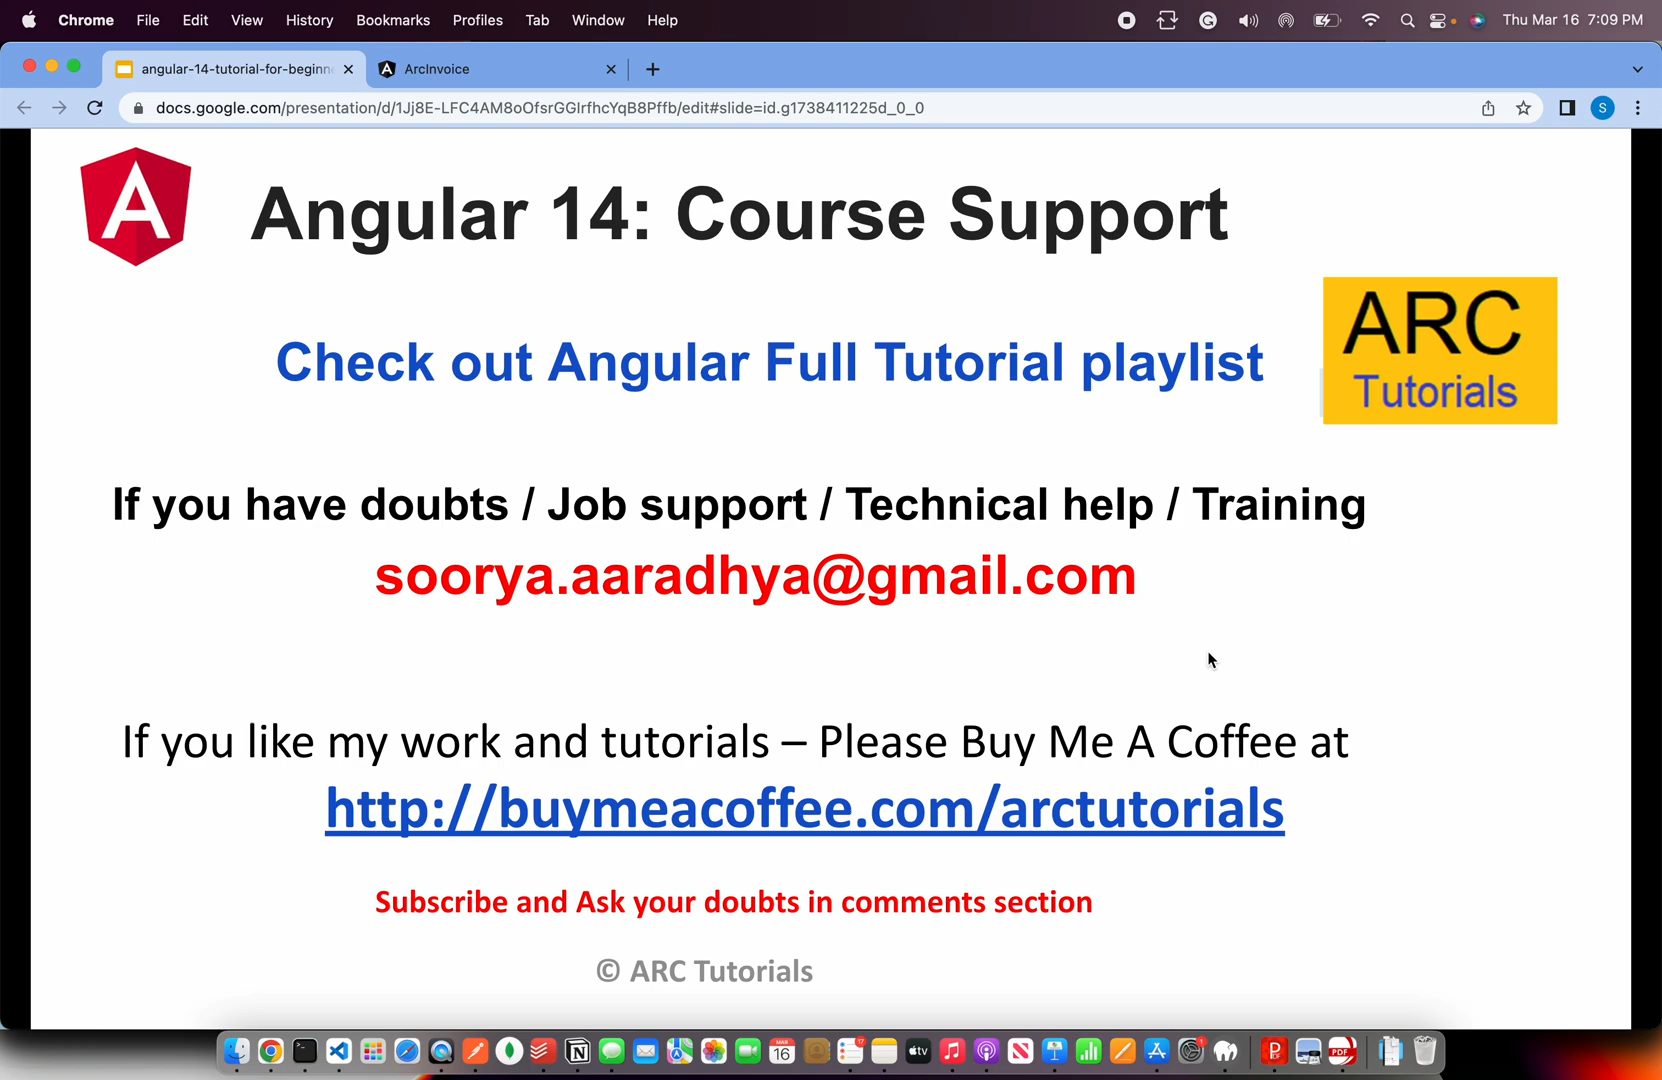 Chrome File Edit View History Bookmarks Profiles Tab Window Help Thu Mar 16 7:09 PM
angular-14-tutorial-for-beginn ArcInvoice
docs.google.com/presentation/d/1Jj8E-LFC4AM8oOfsrGGlrfhcYqB8Pffb/edit#slide=id.g1738411225d_0_0 S
Angular 14: Course Support
Check out Angular Full Tutorial playlist
ARC
Tutorials
If you have doubts / Job support / Technical help / Training
soorya.aaradhya@gmail.com
If you like my work and tutorials – Please Buy Me A Coffee at
http://buymeacoffee.com/arctutorials
Subscribe and Ask your doubts in comments section
© ARC Tutorials